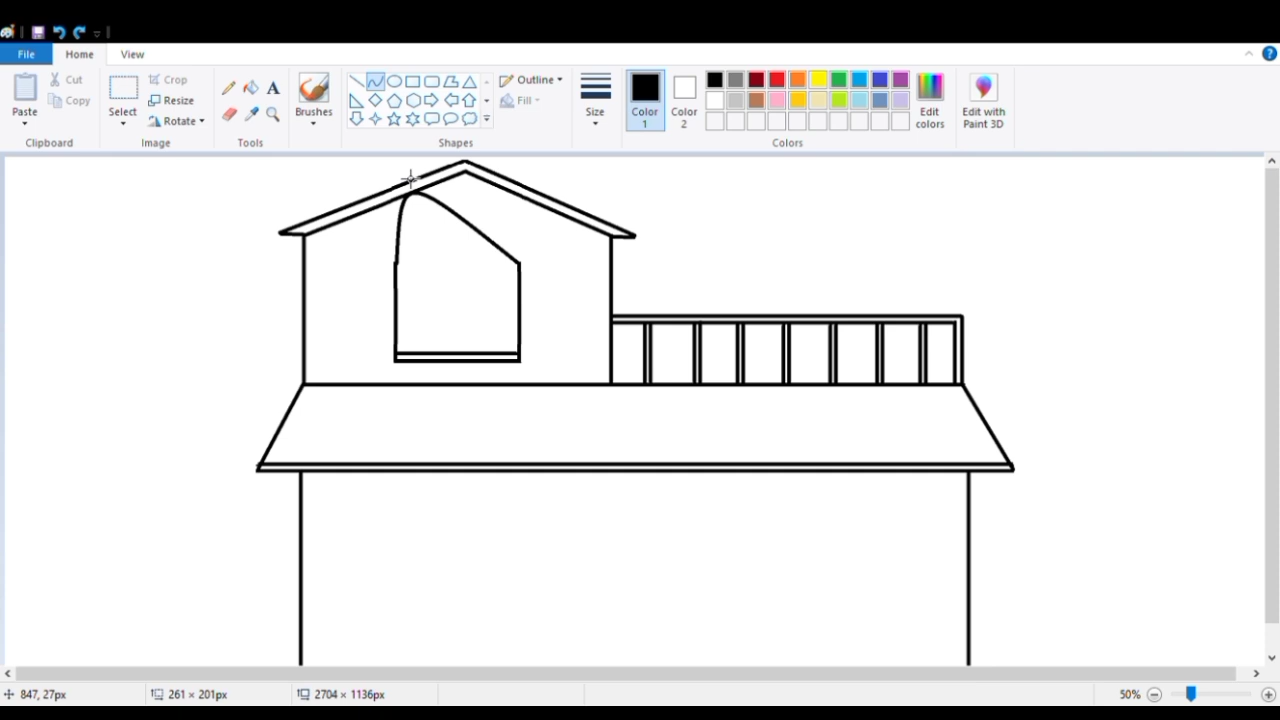 File Home View
Paste
Cut
Copy
Clipboard
Select
Crop
Resize
Rotate
Image
A
Tools
Brushes
Shapes
Outline
Fill
Size
Color
1
Color
2
Edit
colors
Colors
Edit with
Paint 3D
?
847, 27px
261 × 201px
2704 × 1136px
50%